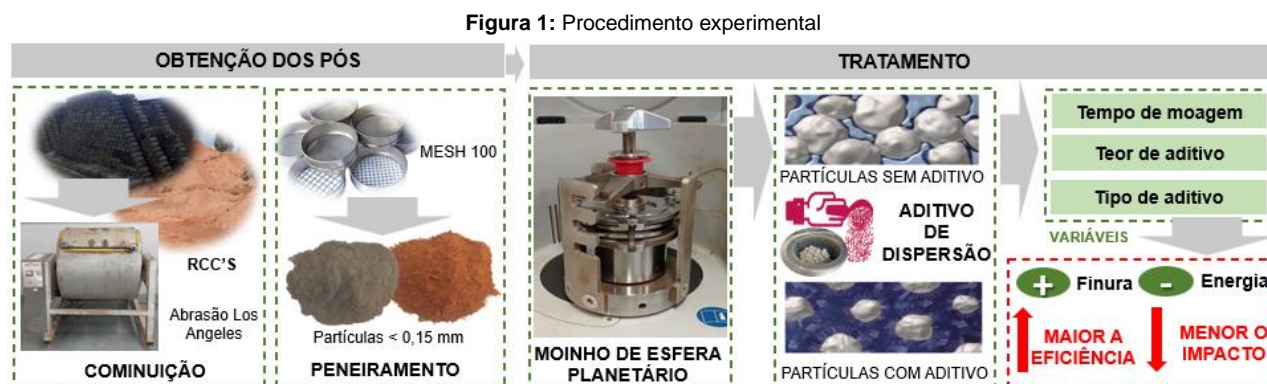 Figura 1: Procedimento experimental
OBTENÇÃO DOS PÓS
RCC'S
Abrasão Los
Angeles
COMINUIÇÃO
MESH 100
Partículas < 0,15 mm
PENEIRAMENTO
TRATAMENTO
MOINHO DE ESFERA
PLANETÁRIO
PARTÍCULAS SEM ADITIVO
ADITIVO
DE
DISPERSÃO
PARTÍCULAS COM ADITIVO
Tempo de moagem
Teor de aditivo
Tipo de aditivo
VARIÁVEIS
+ Finura - Energia
MAIOR A
EFICIÊNCIA
MENOR O
IMPACTO